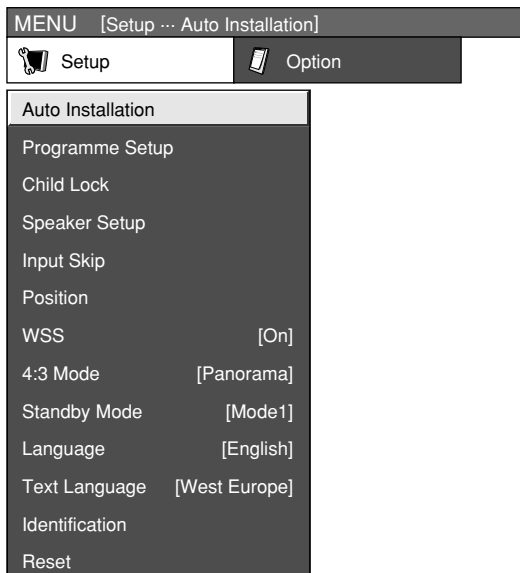 MENU [Setup ··· Auto Installation]
Setup Option
Auto Installation
Programme Setup
Child Lock
Speaker Setup
Input Skip
Position
WSS [On]
4:3 Mode [Panorama]
Standby Mode [Mode1]
Language [English]
Text Language [West Europe]
Identification
Reset